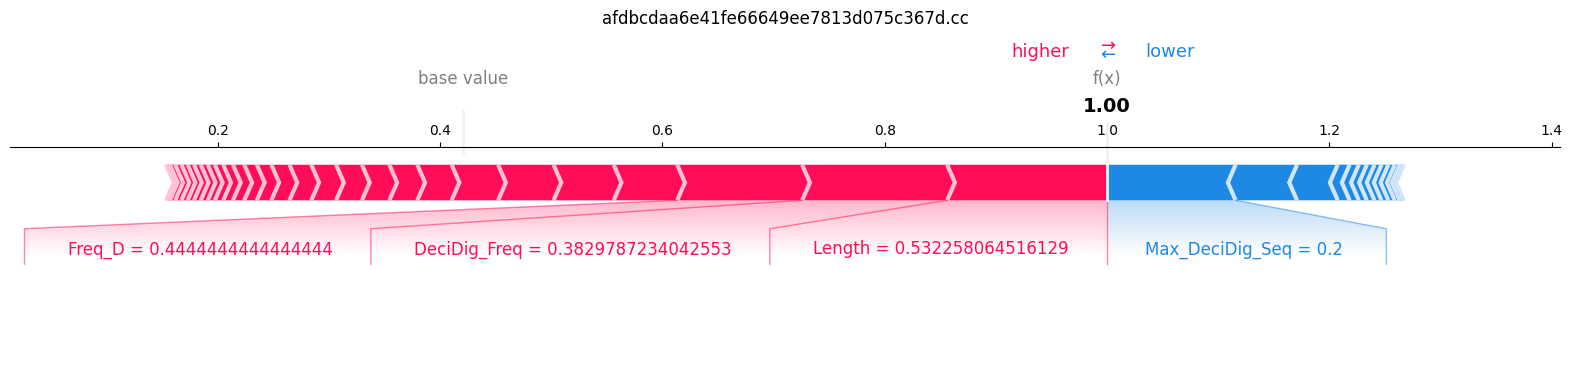 afdbcdaa6e41fe66649ee7813d075c367d.cc
higher ⇄ lower
base value f(x)
1.00
0.2 0.4 0.6 0.8 1.0 1.2 1.4
Freq_D = 0.4444444444444444 DeciDig_Freq = 0.3829787234042553 Length = 0.532258064516129 Max_DeciDig_Seq = 0.2